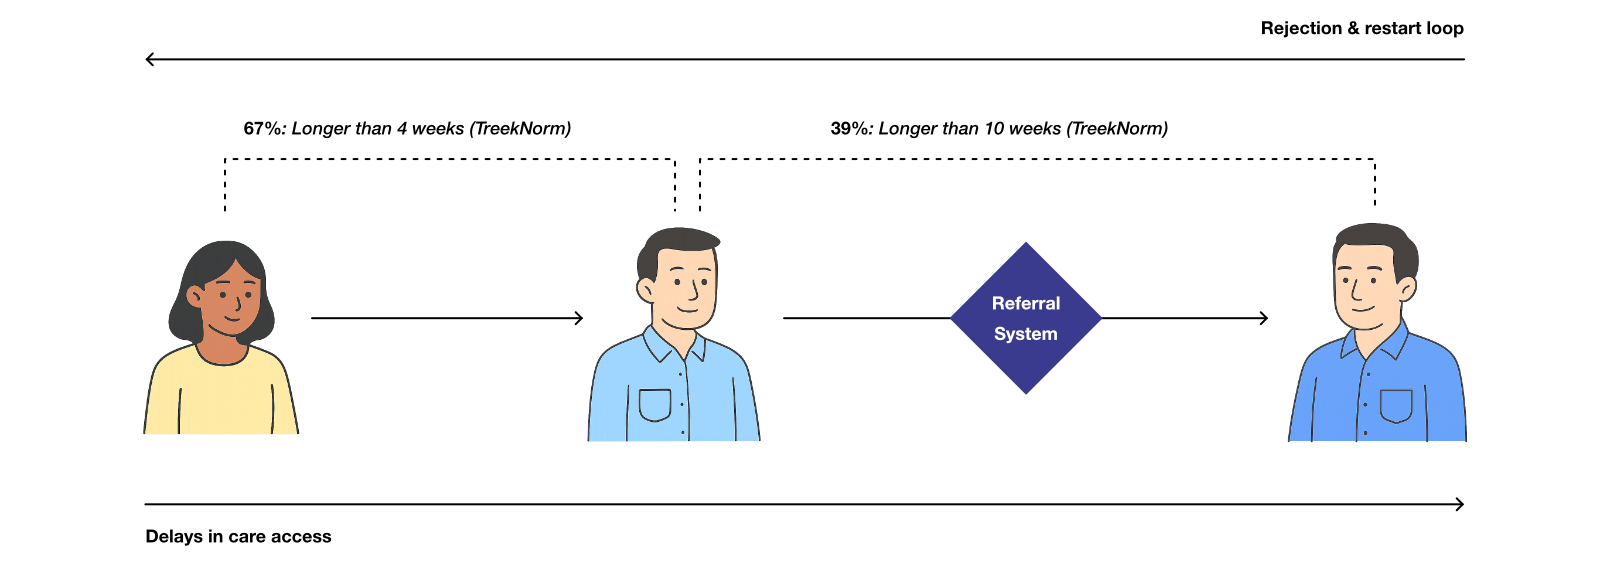 Rejection & restart loop
67%: Longer than 4 weeks (TreekNorm)
39%: Longer than 10 weeks (TreekNorm)
Referral
System
Delays in care access